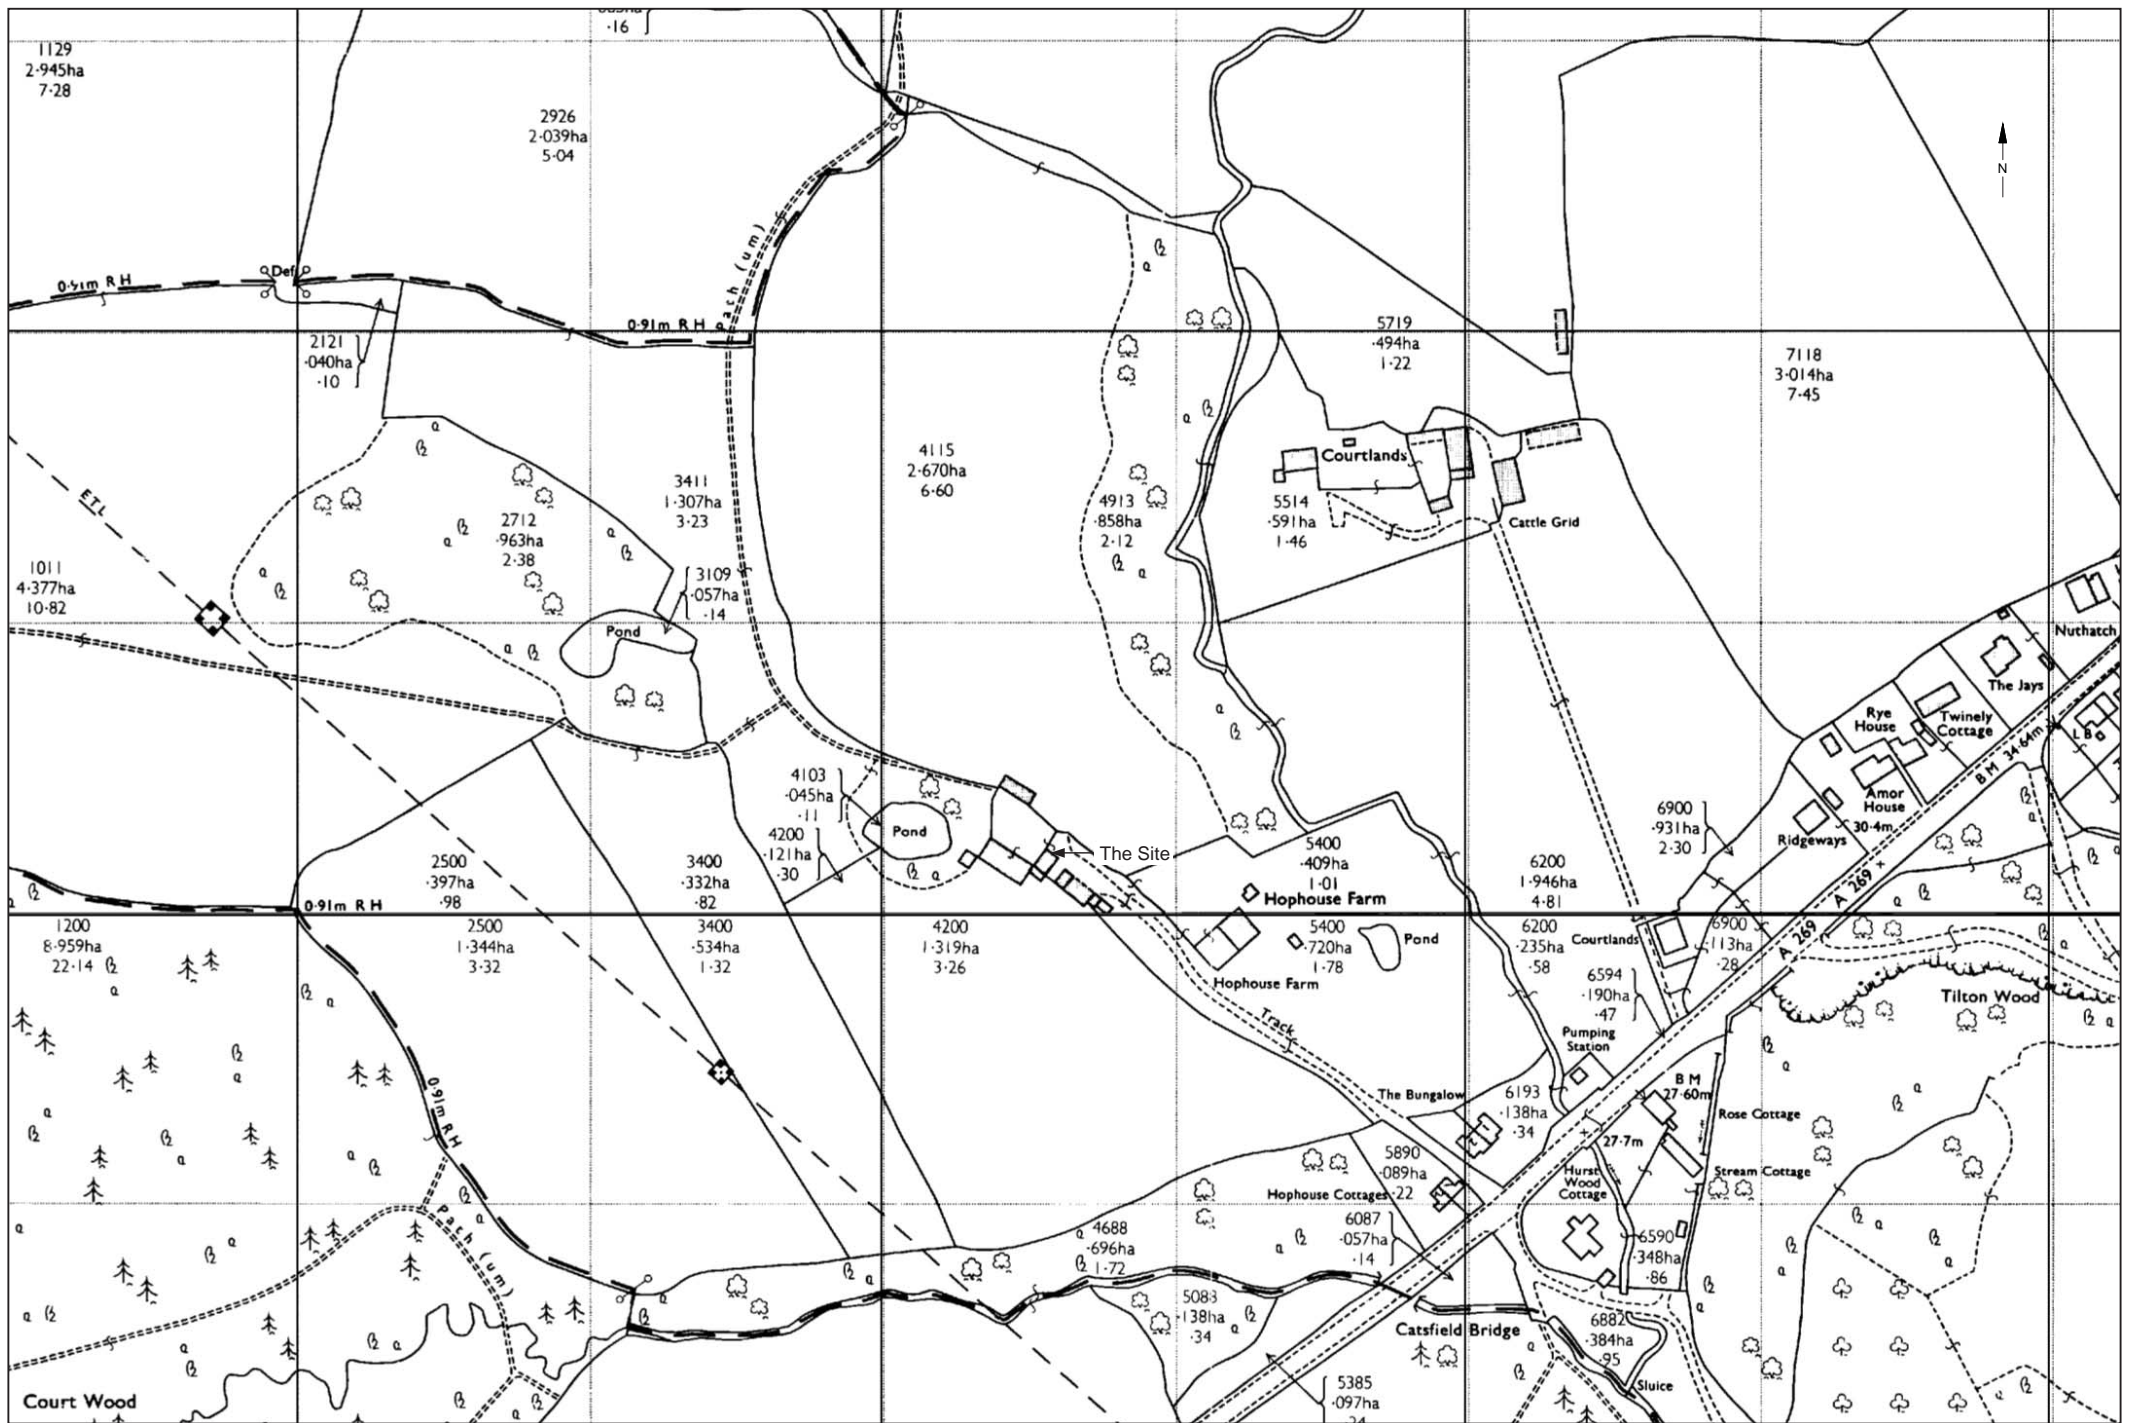 ·16
1129
2·945ha
7·28
2926
2·039ha
5·04
N
Path (um)
Def
0·91m RH
0·91m RH
2121
·040ha
·10
5719
·494ha
1·22
7118
3·014ha
7·45
ETL
3411
1·307ha
3·23
4115
2·670ha
6·60
Courtlands
4913
·858ha
2·12
5514
·591ha
1·46
Cattle Grid
2712
·963ha
2·38
1011
4·377ha
10·82
3109
·057ha
·14
Pond
Nuthatch
The Jays
Rye
House
Twinely
Cottage
BM 34·64m
LB
4103
·045ha
·11
Pond
4200
·121ha
·30
Amor
House
30·4m
Ridgeways
6900
·931ha
2·30
The Site
2500
·397ha
·98
3400
·332ha
·82
5400
·409ha
1·01
6200
1·946ha
4·81
Hophouse Farm
A 269
A 269
0·91m RH
1200
8·959ha
22·14
2500
1·344ha
3·32
3400
·534ha
1·32
4200
1·319ha
3·26
5400
·720ha
1·78
Pond
6200
·235ha
·58
Courtlands
6900
·113ha
·28
Hophouse Farm
6594
·190ha
·47
Tilton Wood
Track
Pumping
Station
0·91m RH
The Bungalow
6193
·138ha
·34
BM
27·60m
Rose Cottage
27·7m
5890
·089ha
·22
Hurst
Wood
Cottage
Stream Cottage
Hophouse Cottages
Path (um)
4688
·696ha
1·72
6087
·057ha
·14
6590
·348ha
·86
5088
·138ha
·34
Catsfield Bridge
6882
·384ha
·95
Sluice
Court Wood
5385
·097ha